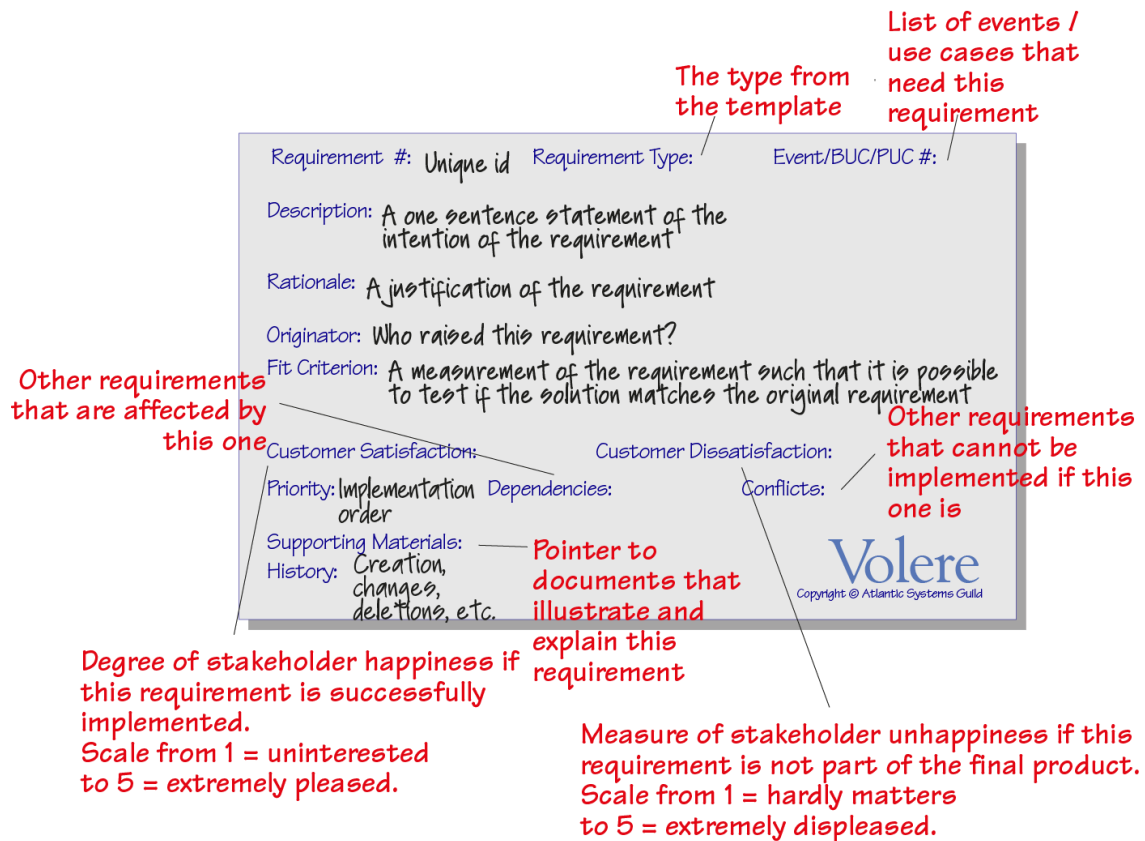 List of events /
use cases that
need this
requirement
The type from
the template
Requirement #: Unique id Requirement Type: Event/BUC/PUC #:
Description: A one sentence statement of the
intention of the requirement
Rationale: A justification of the requirement
Originator: Who raised this requirement?
Fit Criterion: A measurement of the requirement such that it is possible
to test if the solution matches the original requirement
Other requirements
that are affected by
this one
Other requirements
that cannot be
implemented if this
one is
Customer Satisfaction: Customer Dissatisfaction:
Priority: Implementation
order
Dependencies: Conflicts:
Supporting Materials:
History: Creation,
changes,
deletions, etc.
Pointer to
documents that
illustrate and
explain this
requirement
Volere
Copyright © Atlantic Systems Guild
Degree of stakeholder happiness if
this requirement is successfully
implemented.
Scale from 1 = uninterested
to 5 = extremely pleased.
Measure of stakeholder unhappiness if this
requirement is not part of the final product.
Scale from 1 = hardly matters
to 5 = extremely displeased.